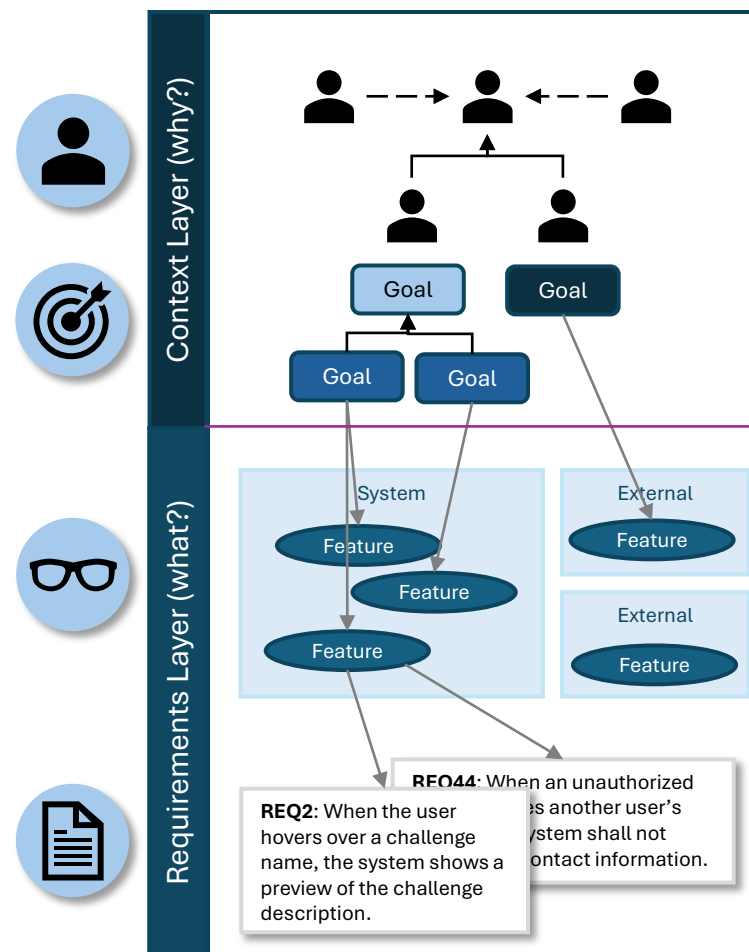 Context Layer (why?)
Goal
Goal
Goal
Goal
Requirements Layer (what?)
System
Feature
Feature
Feature
External
Feature
External
Feature
REQ44: When an unauthorized
es another user's
ystem shall not
ontact information.
REQ2: When the user
hovers over a challenge
name, the system shows a
preview of the challenge
description.